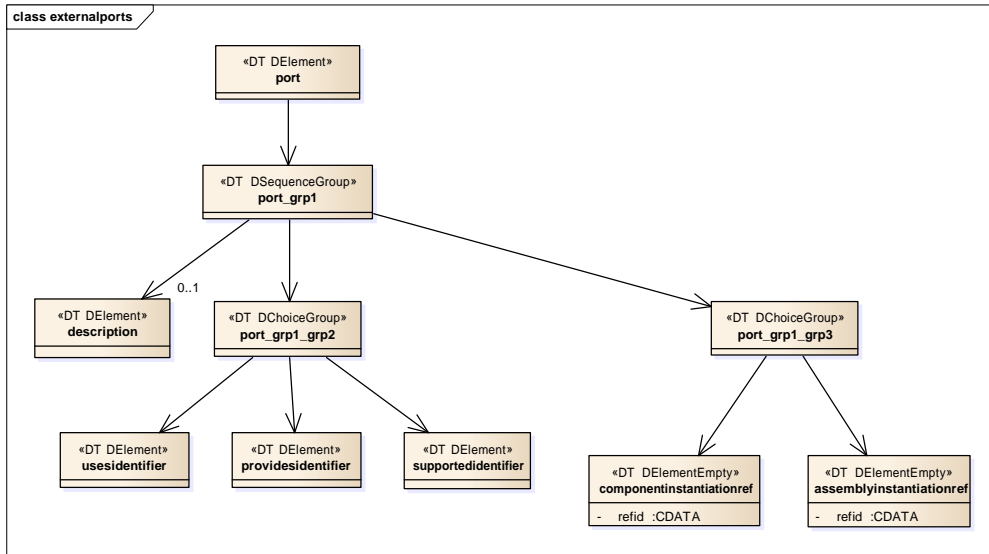 class externalports
«DT DElement»
port
«DT DSequenceGroup»
port_grp1
0..1
«DT DElement»
description
«DT DChoiceGroup»
port_grp1_grp2
«DT DChoiceGroup»
port_grp1_grp3
«DT DElement»
usesidentifier
«DT DElement»
providesidentifier
«DT DElement»
supportedidentifier
«DT DElementEmpty»
componentinstantiationref
- refid :CDATA
«DT DElementEmpty»
assemblyinstantiationref
- refid :CDATA